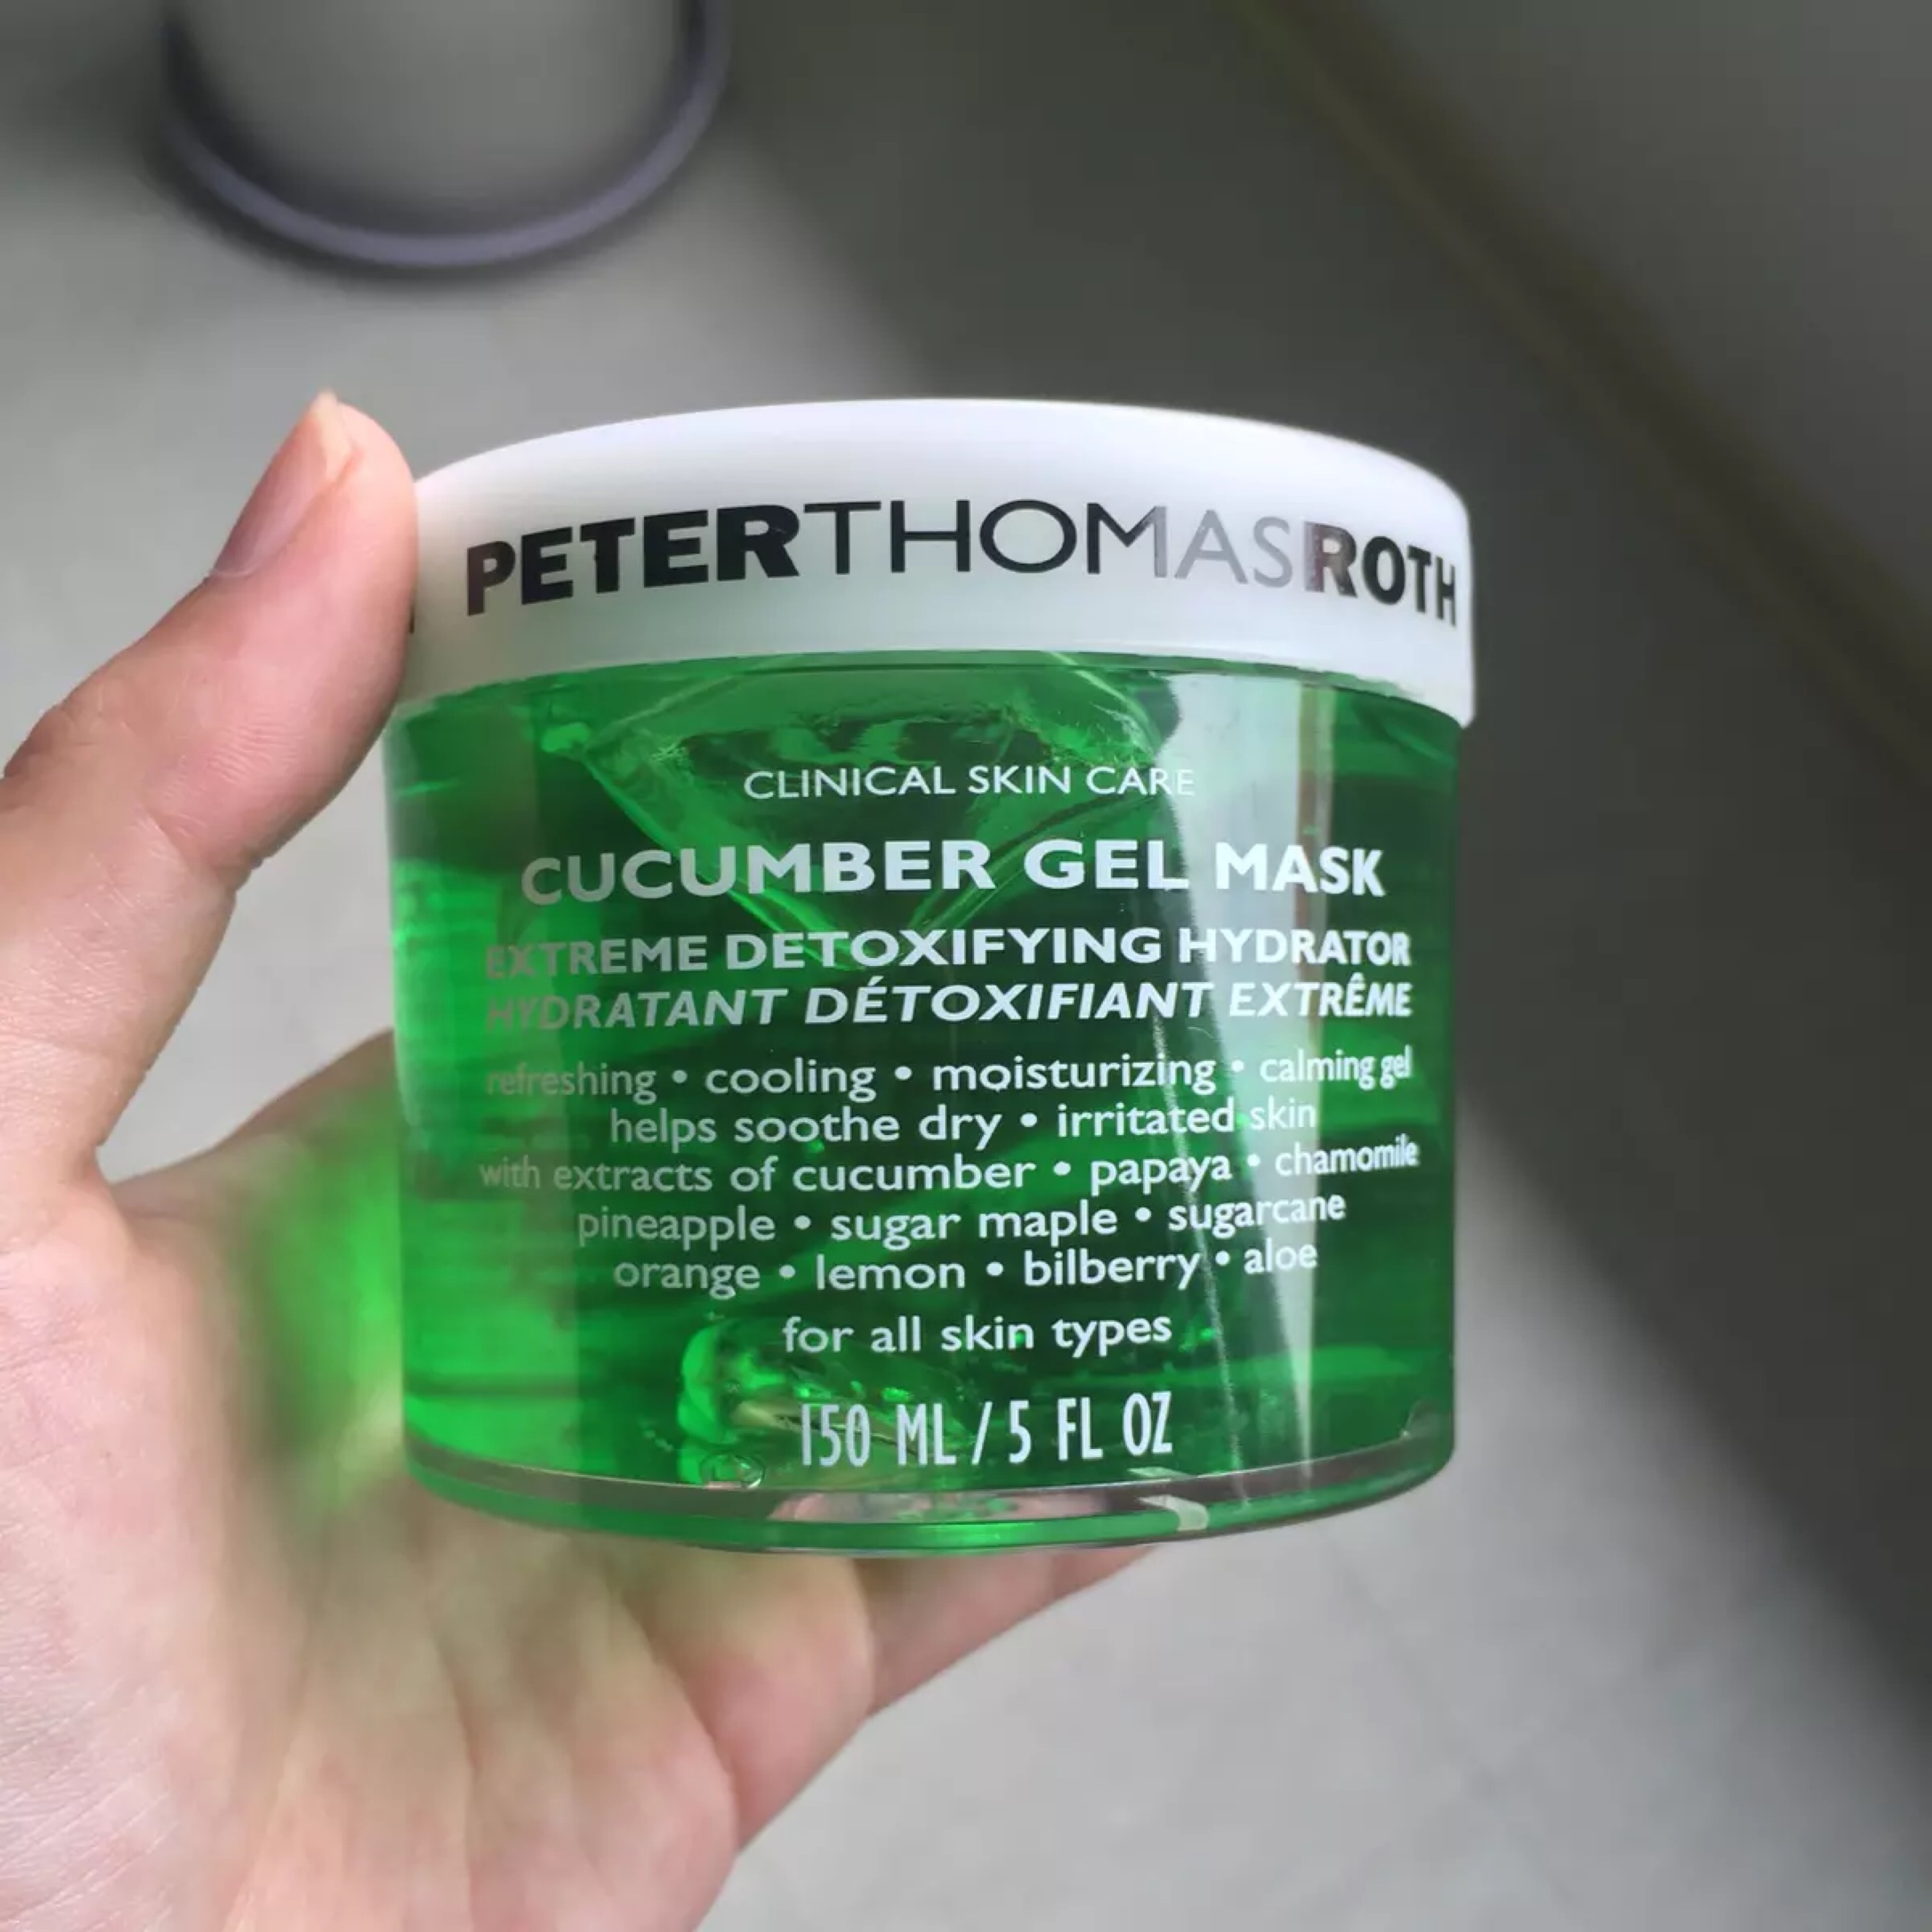 PETERTHOMASROTH
CLINICAL SKIN CARE
CUCUMBER GEL MASK
EXTREME DETOXIFYING HYDRATOR
HYDRATANT DÉTOXIFIANT EXTRÊME
refreshing • cooling • moisturizing • calming gel
helps soothe dry • irritated skin
with extracts of cucumber • papaya • chamomile
pineapple • sugar maple • sugarcane
orange • lemon • bilberry • aloe
for all skin types
150 ML / 5 FL OZ